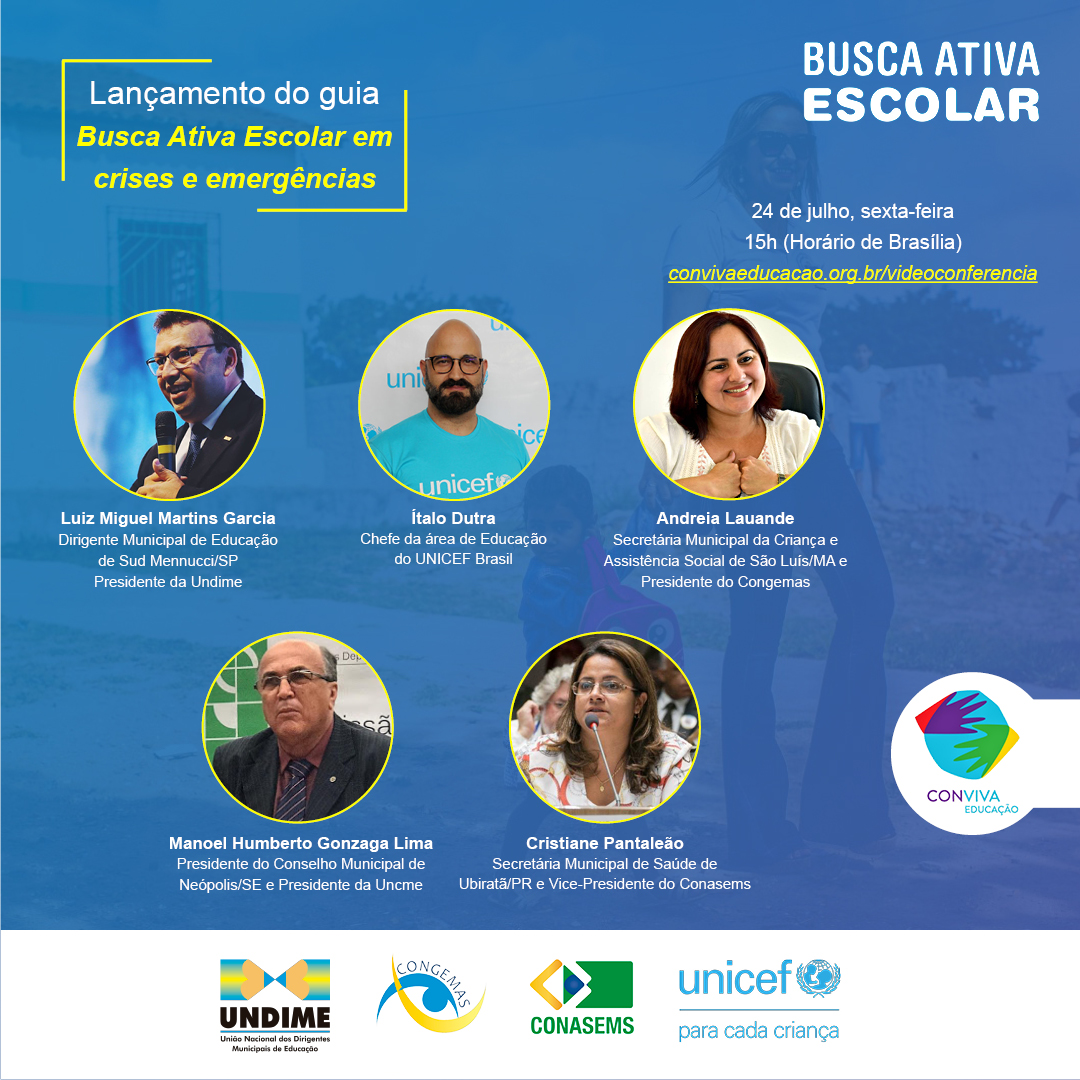 Lançamento do guia
Busca Ativa Escolar em
crises e emergências
BUSCA ATIVA
ESCOLAR
24 de julho, sexta-feira
15h (Horário de Brasília)
convivaeducacao.org.br/videoconferencia
unicef
unicef
Luiz Miguel Martins Garcia
Dirigente Municipal de Educação
de Sud Mennucci/SP
Presidente da Undime
Ítalo Dutra
Chefe da área de Educação
do UNICEF Brasil
Andreia Lauande
Secretária Municipal da Criança e
Assistência Social de São Luís/MA e
Presidente do Congemas
Manoel Humberto Gonzaga Lima
Presidente do Conselho Municipal de
Neópolis/SE e Presidente da Uncme
Cristiane Pantaleão
Secretária Municipal de Saúde de
Ubiratã/PR e Vice-Presidente do Conasems
CONVIVA
EDUCAÇÃO
UNDIME
União Nacional dos Dirigentes
Municipais de Educação
CONGEMAS
CONASEMS
unicef
para cada criança